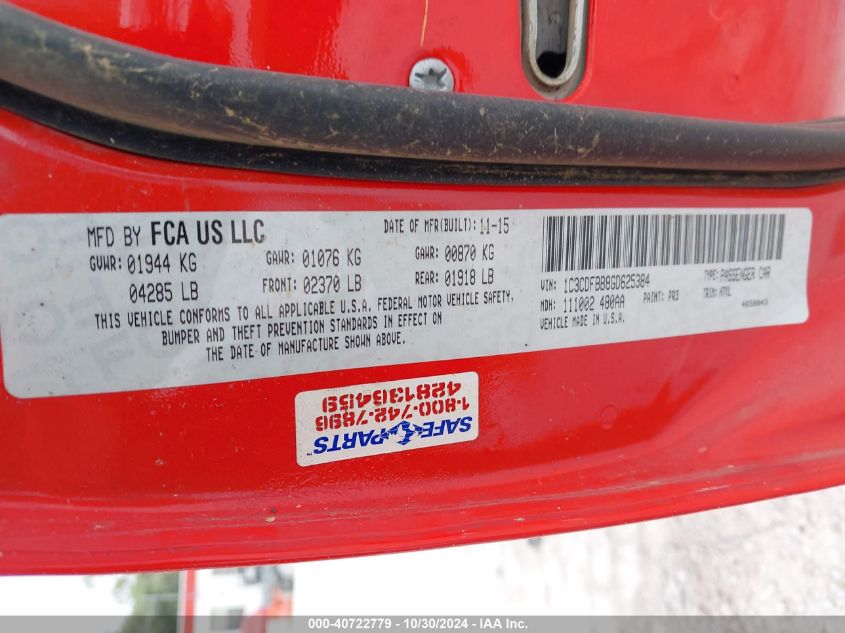 MFD BY FCA US LLC
DATE OF MFR(BUILT): 11-15
GVWR: 01944 KG
GAWR: 01076 KG
GAWR: 00870 KG
04285 LB
FRONT: 02370 LB
REAR: 01918 LB
THIS VEHICLE CONFORMS TO ALL APPLICABLE U.S.A. FEDERAL MOTOR VEHICLE SAFETY,
BUMPER AND THEFT PREVENTION STANDARDS IN EFFECT ON
THE DATE OF MANUFACTURE SHOWN ABOVE.
VIN: 1C3CDFBB8GD625384
TYPE: PASSENGER CAR
MDH: 111002 480AA
PAINT: PR3
TRIM:
VEHICLE MADE IN U.S.A.
SAFE PARTS
1-800-742-7896
42813G459
000-40722779 | 10/30/2024 - IAA Inc.